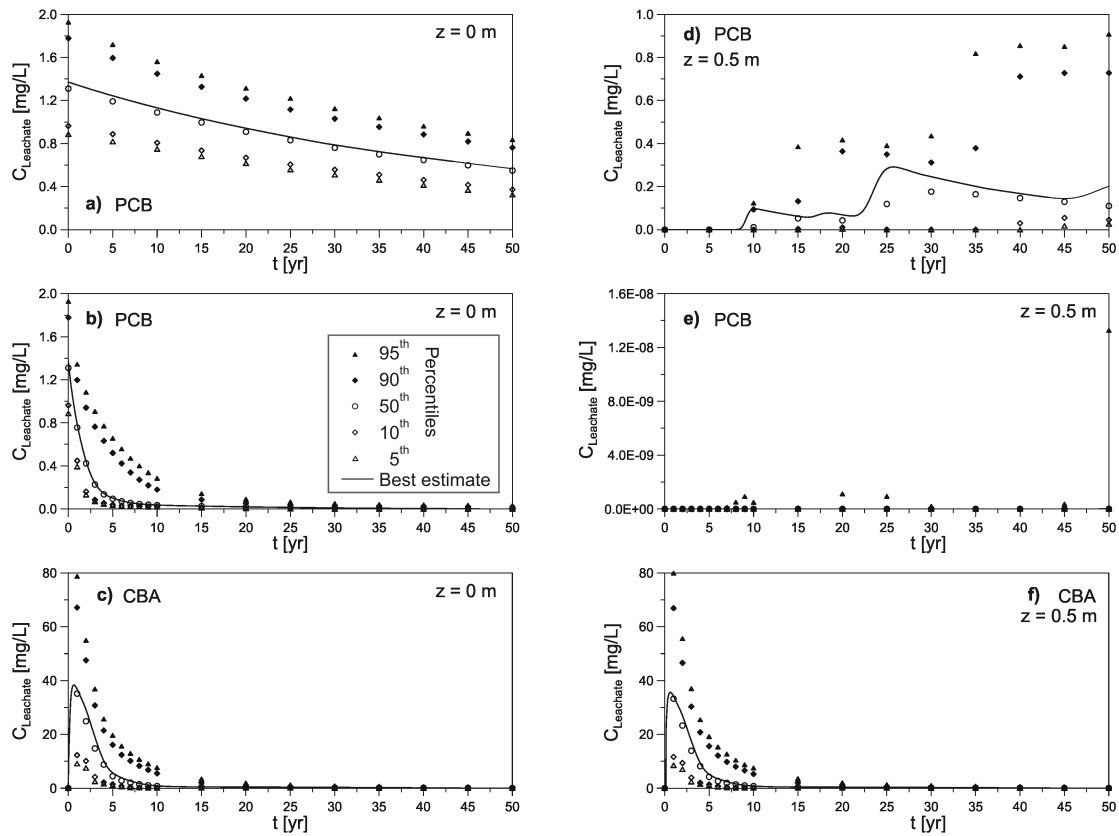 2.0
1.6
1.2
0.8
0.4
0.0
C_Leachate [mg/L]
z = 0 m
a) PCB
0 5 10 15 20 25 30 35 40 45 50
t [yr]
1.0
0.8
0.6
0.4
0.2
0.0
C_Leachate [mg/L]
d) PCB
z = 0.5 m
0 5 10 15 20 25 30 35 40 45 50
t [yr]
2.0
1.6
1.2
0.8
0.4
0.0
C_Leachate [mg/L]
b) PCB
z = 0 m
95th
90th
50th
10th
5th
Percentiles
Best estimate
0 5 10 15 20 25 30 35 40 45 50
t [yr]
1.6E-08
1.2E-08
8.0E-09
4.0E-09
0.0E+00
C_Leachate [mg/L]
e) PCB
z = 0.5 m
0 5 10 15 20 25 30 35 40 45 50
t [yr]
80
60
40
20
0
C_Leachate [mg/L]
c) CBA
z = 0 m
0 5 10 15 20 25 30 35 40 45 50
t [yr]
80
60
40
20
0
C_Leachate [mg/L]
f) CBA
z = 0.5 m
0 5 10 15 20 25 30 35 40 45 50
t [yr]